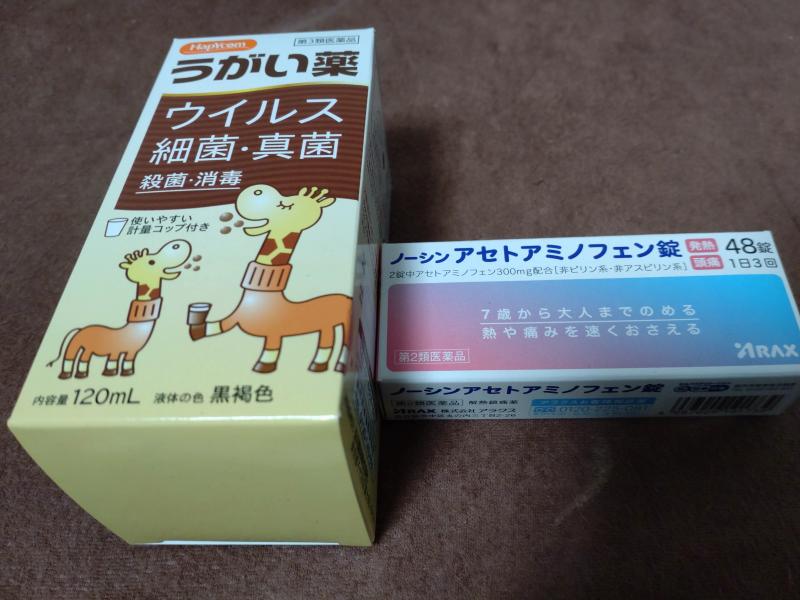 HapYcom
第3類医薬品
うがい薬
ウイルス
細菌・真菌
殺菌・消毒
使いやすい
計量コップ付き
内容量 120mL 液体の色 黒褐色
ノーシン アセトアミノフェン錠 発熱 頭痛 48錠
1日3回
2錠中アセトアミノフェン300mg配合[非ピリン系・非アスピリン系]
7歳から大人までのめる
熱や痛みを速くおさえる
第2類医薬品
ARAX
ノーシンアセトアミノフェン錠
第2類医薬品 解熱鎮痛薬
ARAX 株式会社 アラクス